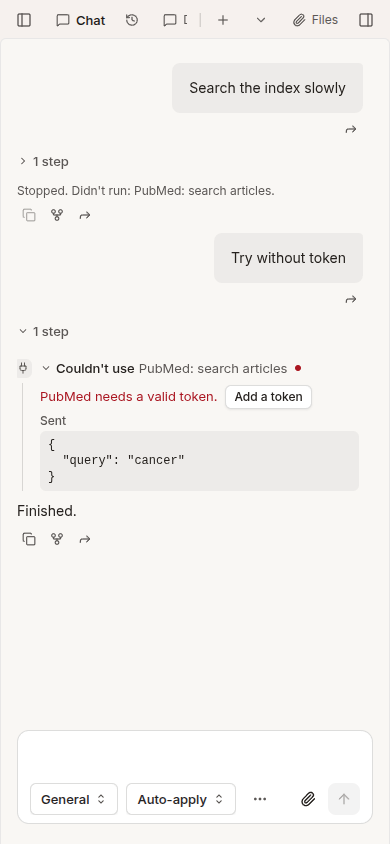 Chat
Files
Search the index slowly
1 step
Stopped. Didn't run: PubMed: search articles.
Try without token
1 step
Couldn't use PubMed: search articles
PubMed needs a valid token. Add a token
Sent
{
"query": "cancer"
}
Finished.
General
Auto-apply